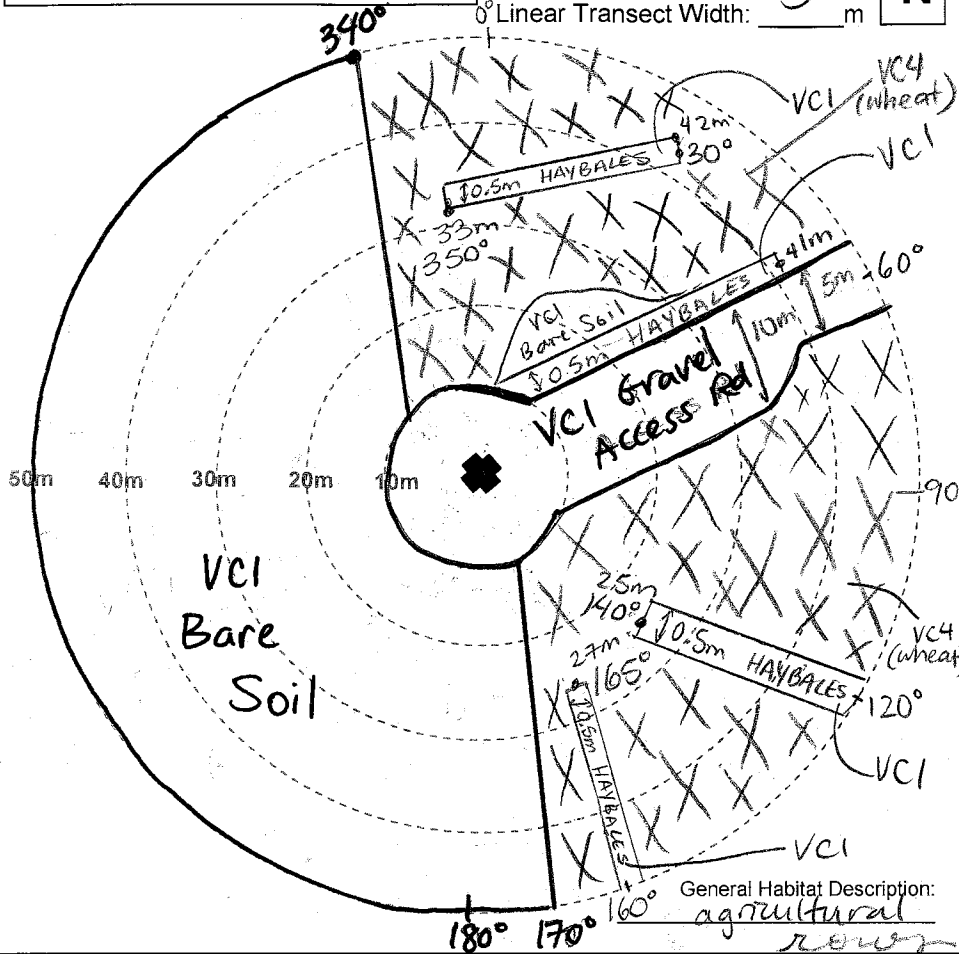 0° Linear Transect Width: 5 m N
340°
VC1
VC4
(wheat)
VC1
42m
30°
↕0.5m HAYBALES
33m
350°
41m
60°
5m
VC1
Bare Soil
↕0.5m HAYBALES
10m
VC1 Gravel
Access Rd
50m 40m 30m 20m 10m
90
VC1
Bare
Soil
25m
140°
↕0.5m HAYBALES
120°
VC4
(wheat
27m
165°
↕0.5m HAYBALES
VC1
VC1
160°
General Habitat Description:
agricultural
180° 170°